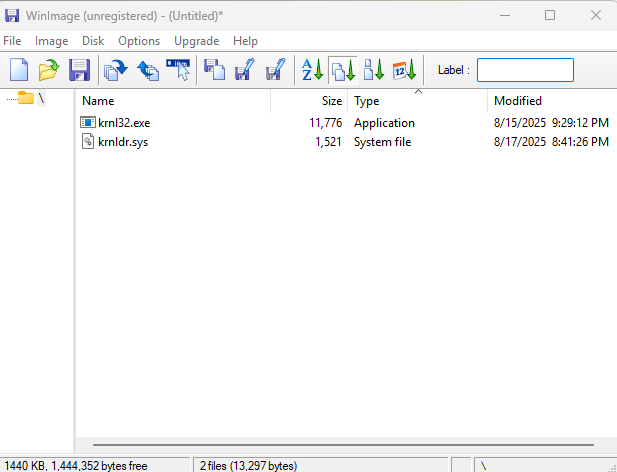 WinImage (unregistered) - (Untitled)*
File Image Disk Options Upgrade Help
A Z 12 Label :
\ Name Size Type Modified
krnl32.exe 11,776 Application 8/15/2025 9:29:12 PM
krnldr.sys 1,521 System file 8/17/2025 8:41:26 PM
1440 KB, 1,444,352 bytes free 2 files (13,297 bytes) \